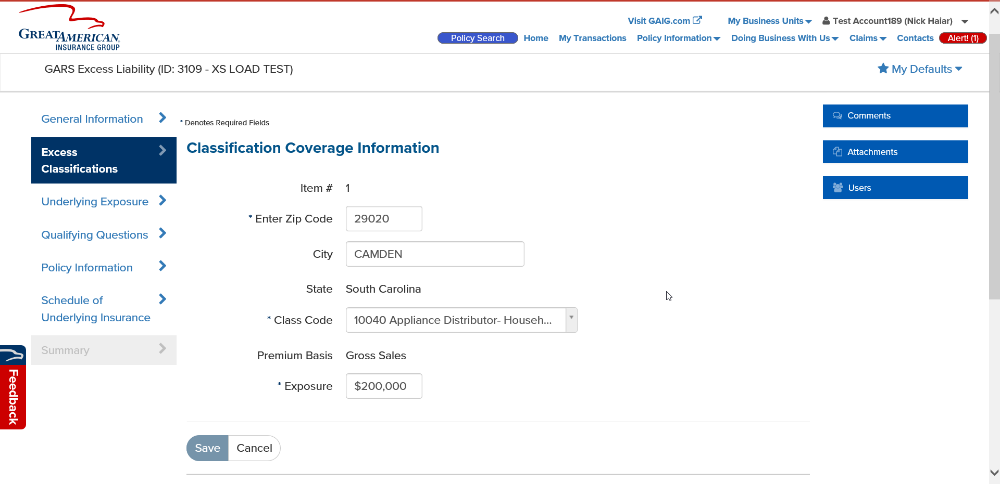 GREATAMERICAN
INSURANCE GROUP
Visit GAIG.com
My Business Units
Test Account189 (Nick Haiar)
Policy Search
Home
My Transactions
Policy Information
Doing Business With Us
Claims
Contacts
Alert! (1)
GARS Excess Liability (ID: 3109 - XS LOAD TEST)
My Defaults
General Information
Excess
Classifications
Underlying Exposure
Qualifying Questions
Policy Information
Schedule of
Underlying Insurance
Summary
Feedback
* Denotes Required Fields
Classification Coverage Information
Item # 1
* Enter Zip Code 29020
City CAMDEN
State South Carolina
* Class Code 10040 Appliance Distributor- Househ...
Premium Basis Gross Sales
* Exposure $200,000
Save
Cancel
Comments
Attachments
Users